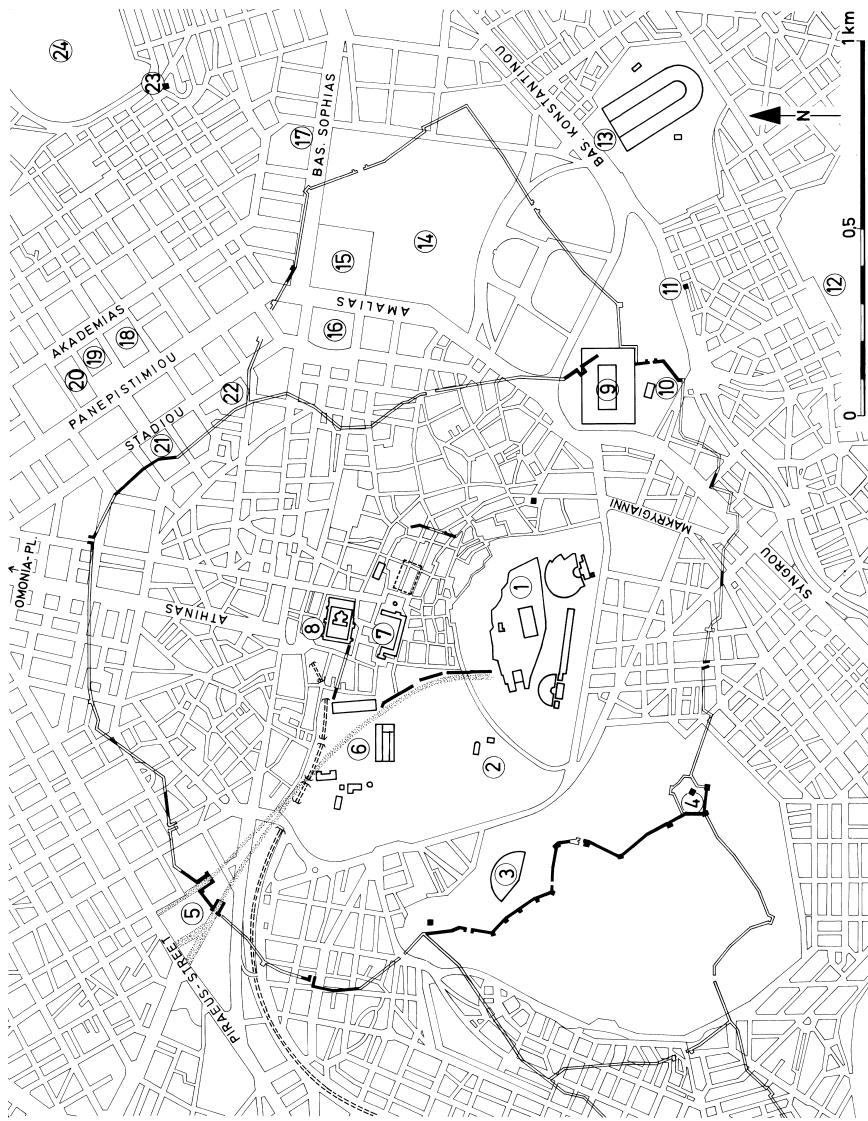 24
23
17
BAS. SOPHIAS
BAS. KONSTANTINOU
13
1 km
N
14
15
0,5
AKADEMIAS
18
19
20
16
AMALIAS
11
12
PANEPISTIMIOU
22
STADIOU
21
9
10
0
OMONIA-PL.
MAKRYGIANNI
SYNGROU
ATHINAS
8
7
1
6
2
4
3
5
PIRAEUS-STREET